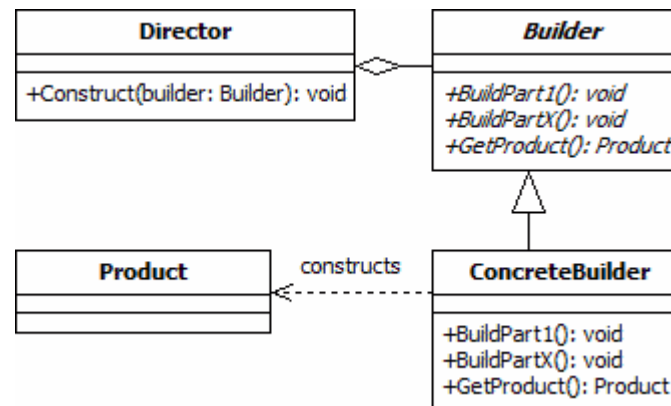 Director
+Construct(builder: Builder): void
Builder
+BuildPart1(): void
+BuildPartX(): void
+GetProduct(): Product
Product
constructs
ConcreteBuilder
+BuildPart1(): void
+BuildPartX(): void
+GetProduct(): Product